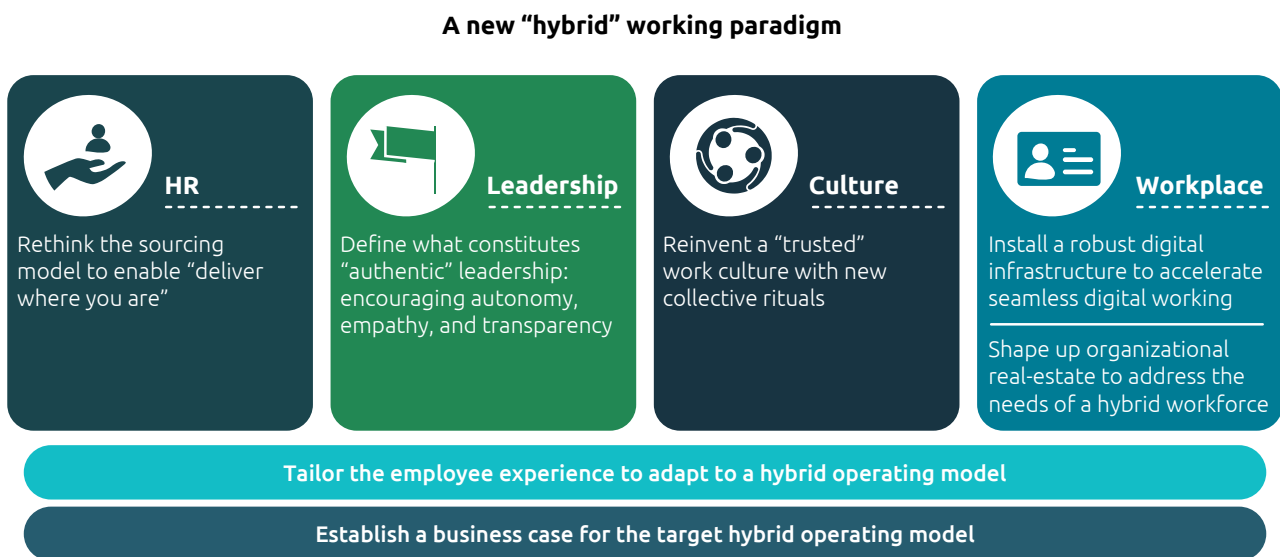 A new “hybrid” working paradigm
HR
Rethink the sourcing
model to enable “deliver
where you are”
Leadership
Define what constitutes
“authentic” leadership:
encouraging autonomy,
empathy, and transparency
Culture
Reinvent a “trusted”
work culture with new
collective rituals
Workplace
Install a robust digital
infrastructure to accelerate
seamless digital working
Shape up organizational
real-estate to address the
needs of a hybrid workforce
Tailor the employee experience to adapt to a hybrid operating model
Establish a business case for the target hybrid operating model